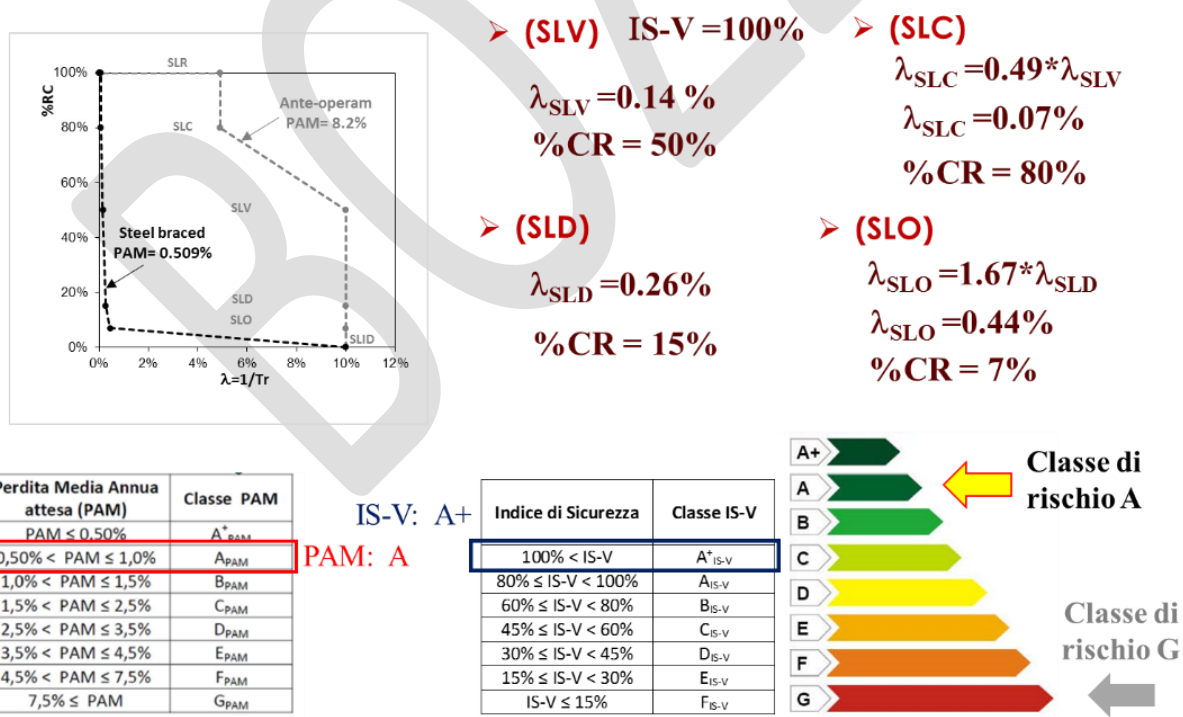 100%
80%
60%
40%
20%
0%
%RC
0% 2% 4% 6% 8% 10% 12%
λ=1/Tr
SLR
SLC
SLV
SLD
SLO
SLID
Ante-operam
PAM= 8.2%
Steel braced
PAM= 0.509%
➢ (SLV) IS-V =100%
λSLV =0.14 %
%CR = 50%
➢ (SLC)
λSLC =0.49*λSLV
λSLC =0.07%
%CR = 80%
➢ (SLD)
λSLD =0.26%
%CR = 15%
➢ (SLO)
λSLO =1.67*λSLD
λSLO =0.44%
%CR = 7%
Perdita Media Annua
attesa (PAM)
Classe PAM
PAM ≤ 0,50% A+PAM
0,50% < PAM ≤ 1,0% APAM
1,0% < PAM ≤ 1,5% BPAM
1,5% < PAM ≤ 2,5% CPAM
2,5% < PAM ≤ 3,5% DPAM
3,5% < PAM ≤ 4,5% EPAM
4,5% < PAM ≤ 7,5% FPAM
7,5% ≤ PAM GPAM
IS-V: A+
PAM: A
Indice di Sicurezza Classe IS-V
100% < IS-V A+IS-V
80% ≤ IS-V < 100% AIS-V
60% ≤ IS-V < 80% BIS-V
45% ≤ IS-V < 60% CIS-V
30% ≤ IS-V < 45% DIS-V
15% ≤ IS-V < 30% EIS-V
IS-V ≤ 15% FIS-V
A+
A
B
C
D
E
F
G
Classe di
rischio A
Classe di
rischio G